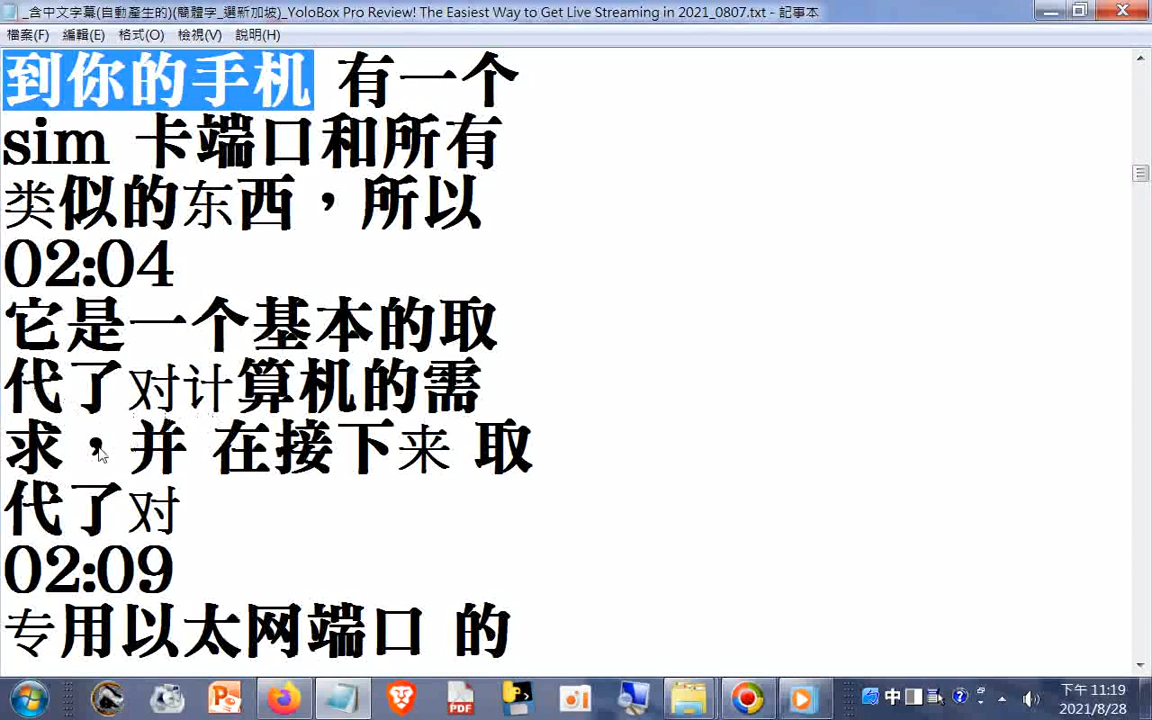 _含中文字幕(自動產生的)(簡體字_選新加坡)_YoloBox Pro Review! The Easiest Way to Get Live Streaming in 2021_0807.txt - 記事本
檔案(F) 編輯(E) 格式(O) 檢視(V) 說明(H)
到你的手机 有一个
sim 卡端口和所有
类似的东西，所以
02:04
它是一个基本的取
代了对计算机的需
求，并 在接下来 取
代了对
02:09
专用以太网端口 的
PDF
中
下午 11:19
2021/8/28